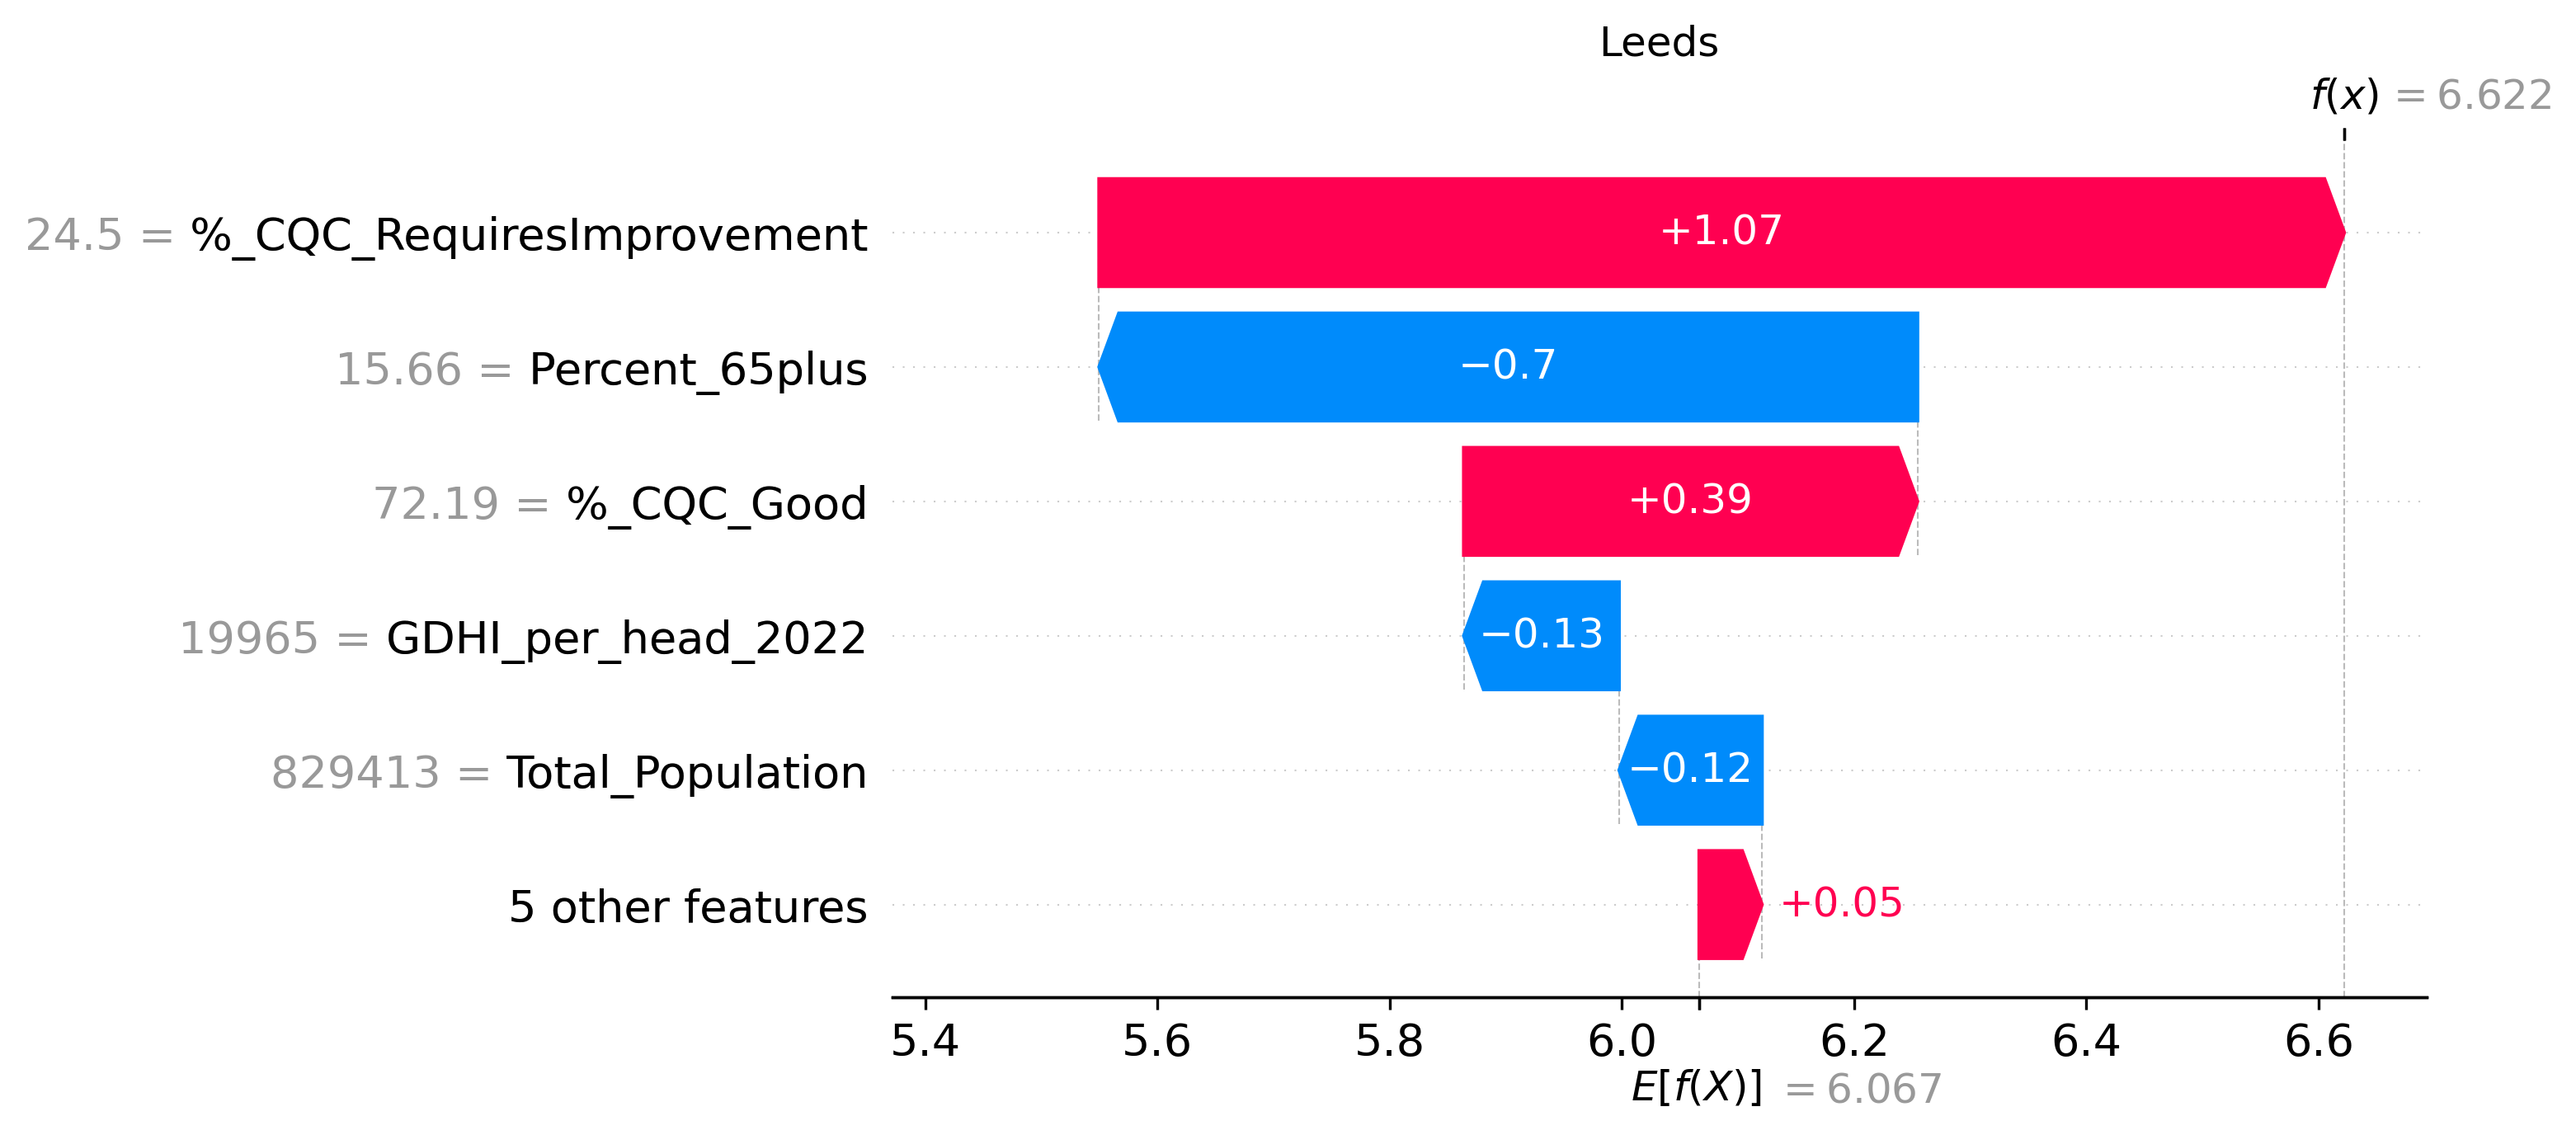 Leeds
f(x) = 6.622
24.5 = %_CQC_RequiresImprovement
+1.07
15.66 = Percent_65plus
−0.7
72.19 = %_CQC_Good
+0.39
19965 = GDHI_per_head_2022
−0.13
829413 = Total_Population
−0.12
5 other features
+0.05
5.4 5.6 5.8 6.0 6.2 6.4 6.6
E[f(X)] = 6.067